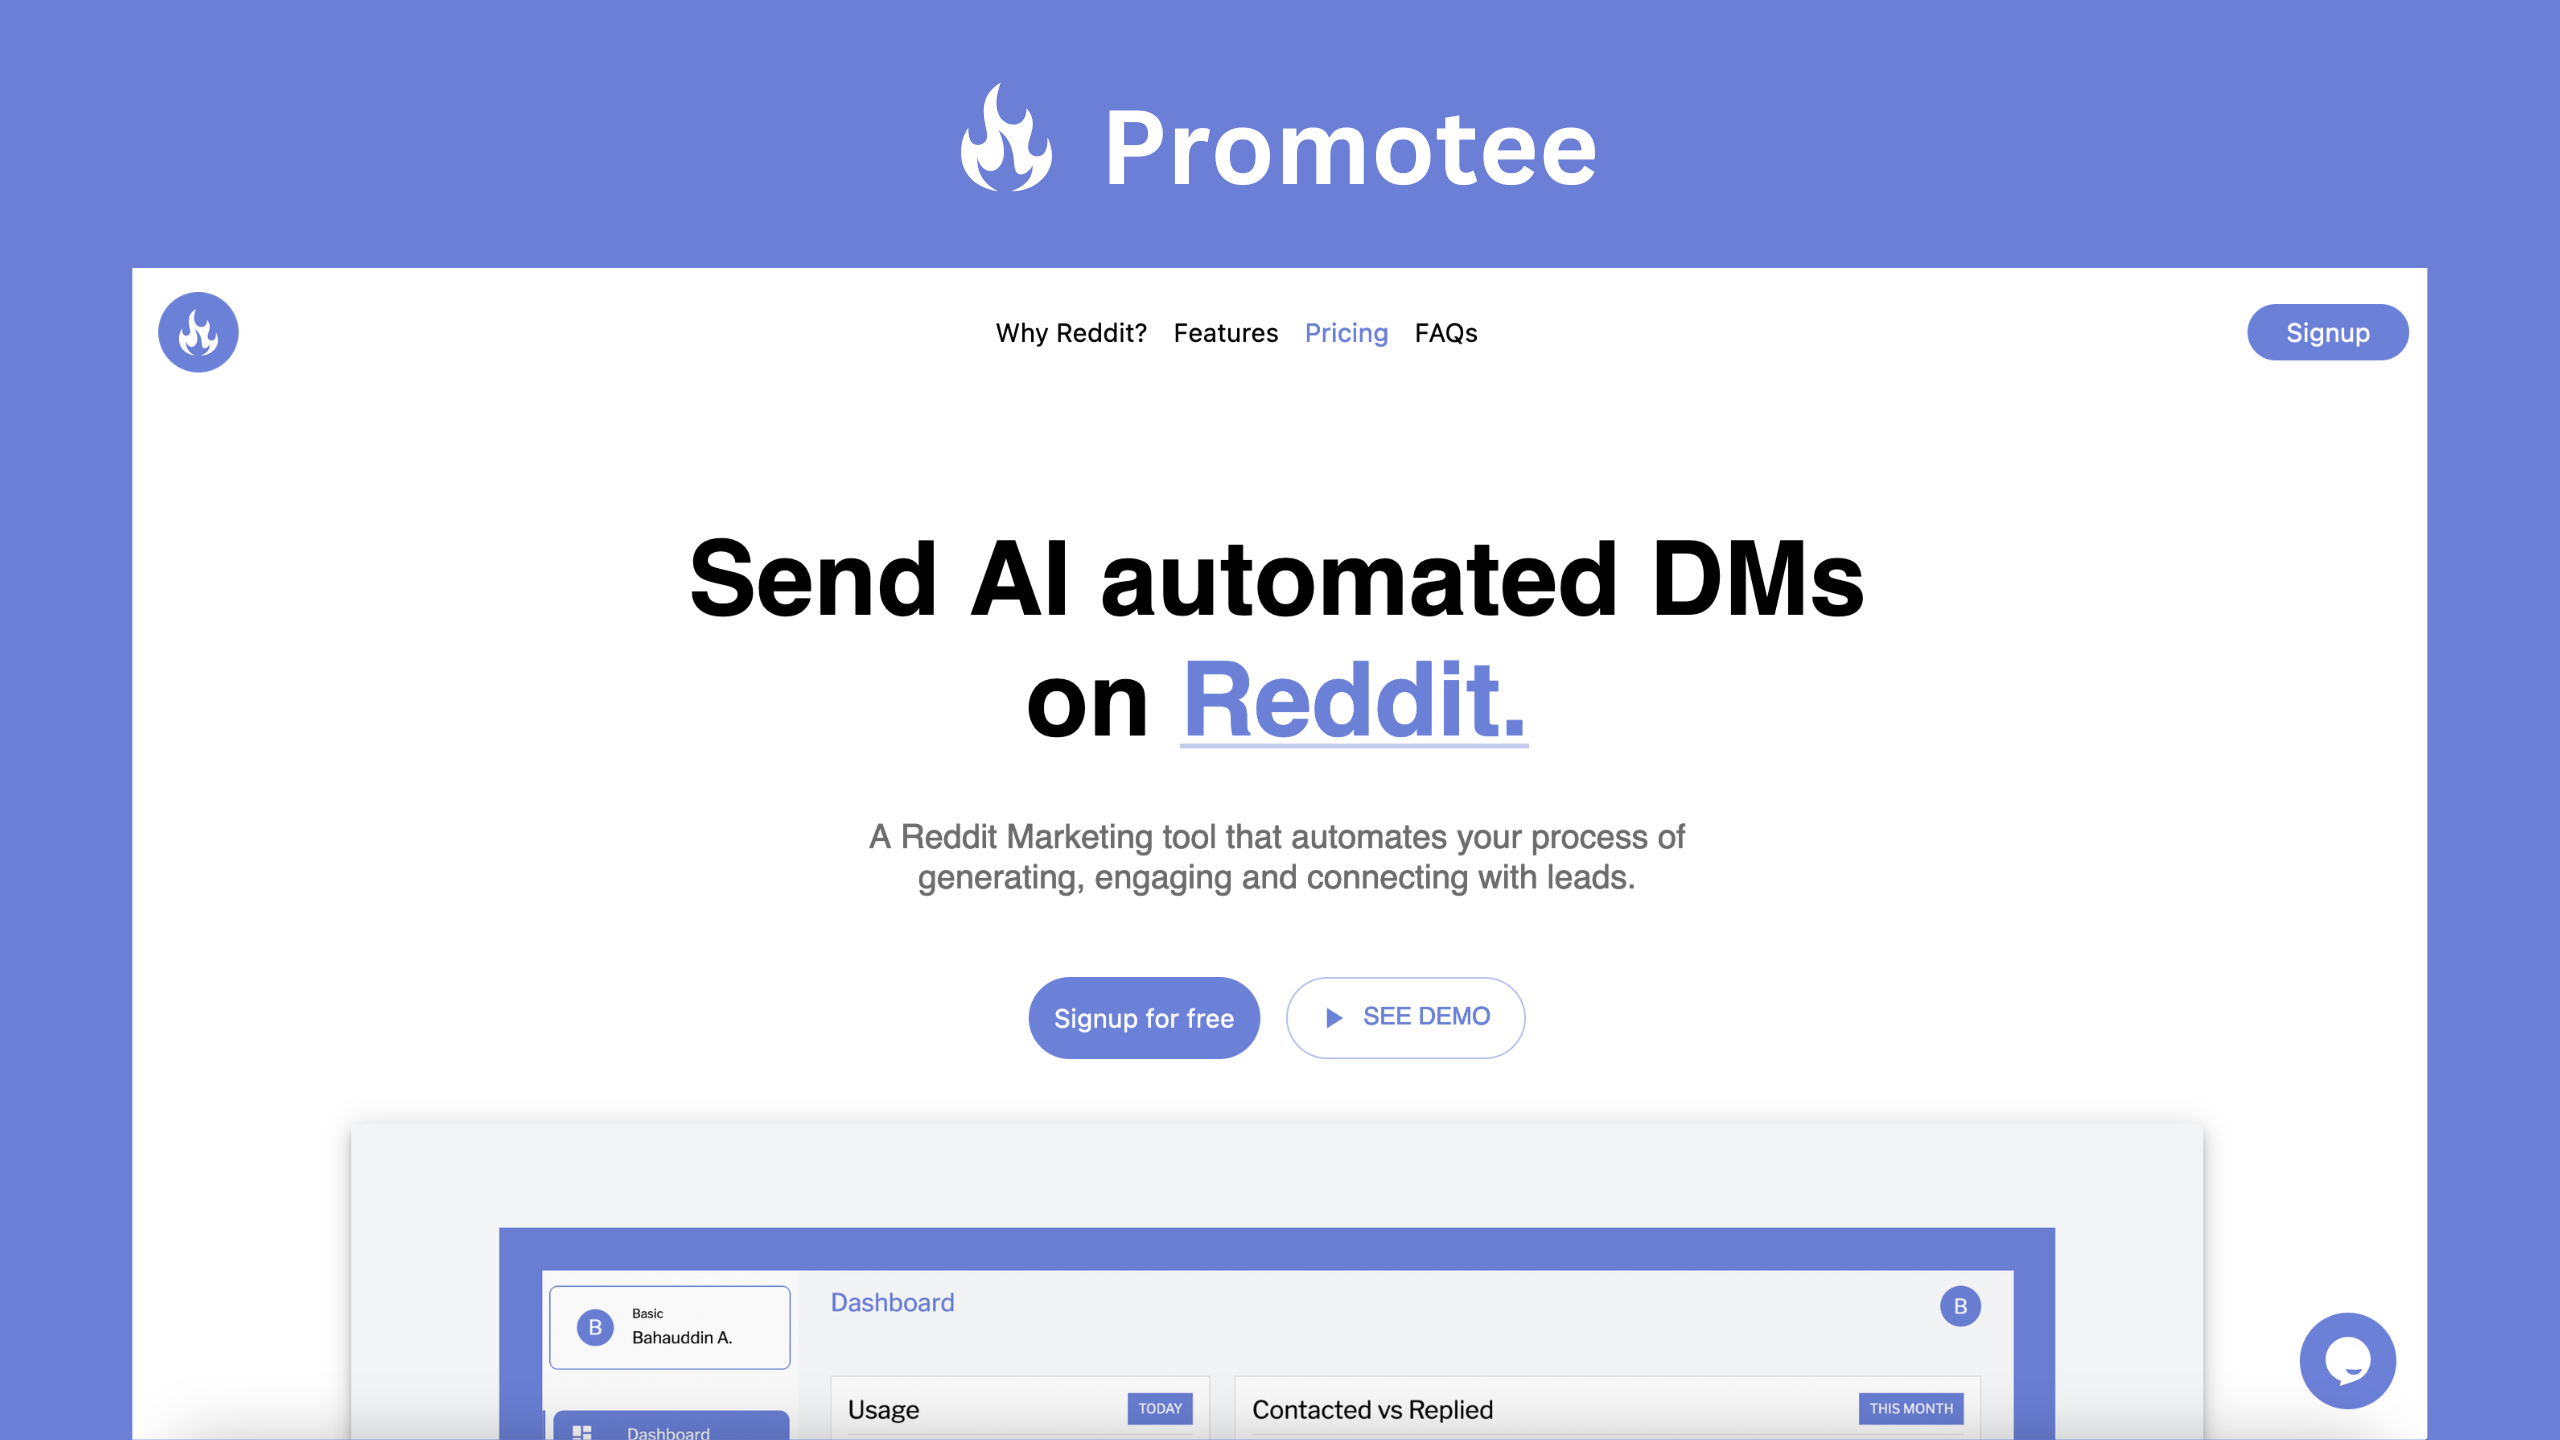 Promotee
Why Reddit? Features Pricing FAQs
Signup
Send AI automated DMs
on Reddit.
A Reddit Marketing tool that automates your process of
generating, engaging and connecting with leads.
Signup for free
SEE DEMO
B
Basic
Bahauddin A.
Dashboard
B
Dashboard
Usage
TODAY
Contacted vs Replied
THIS MONTH